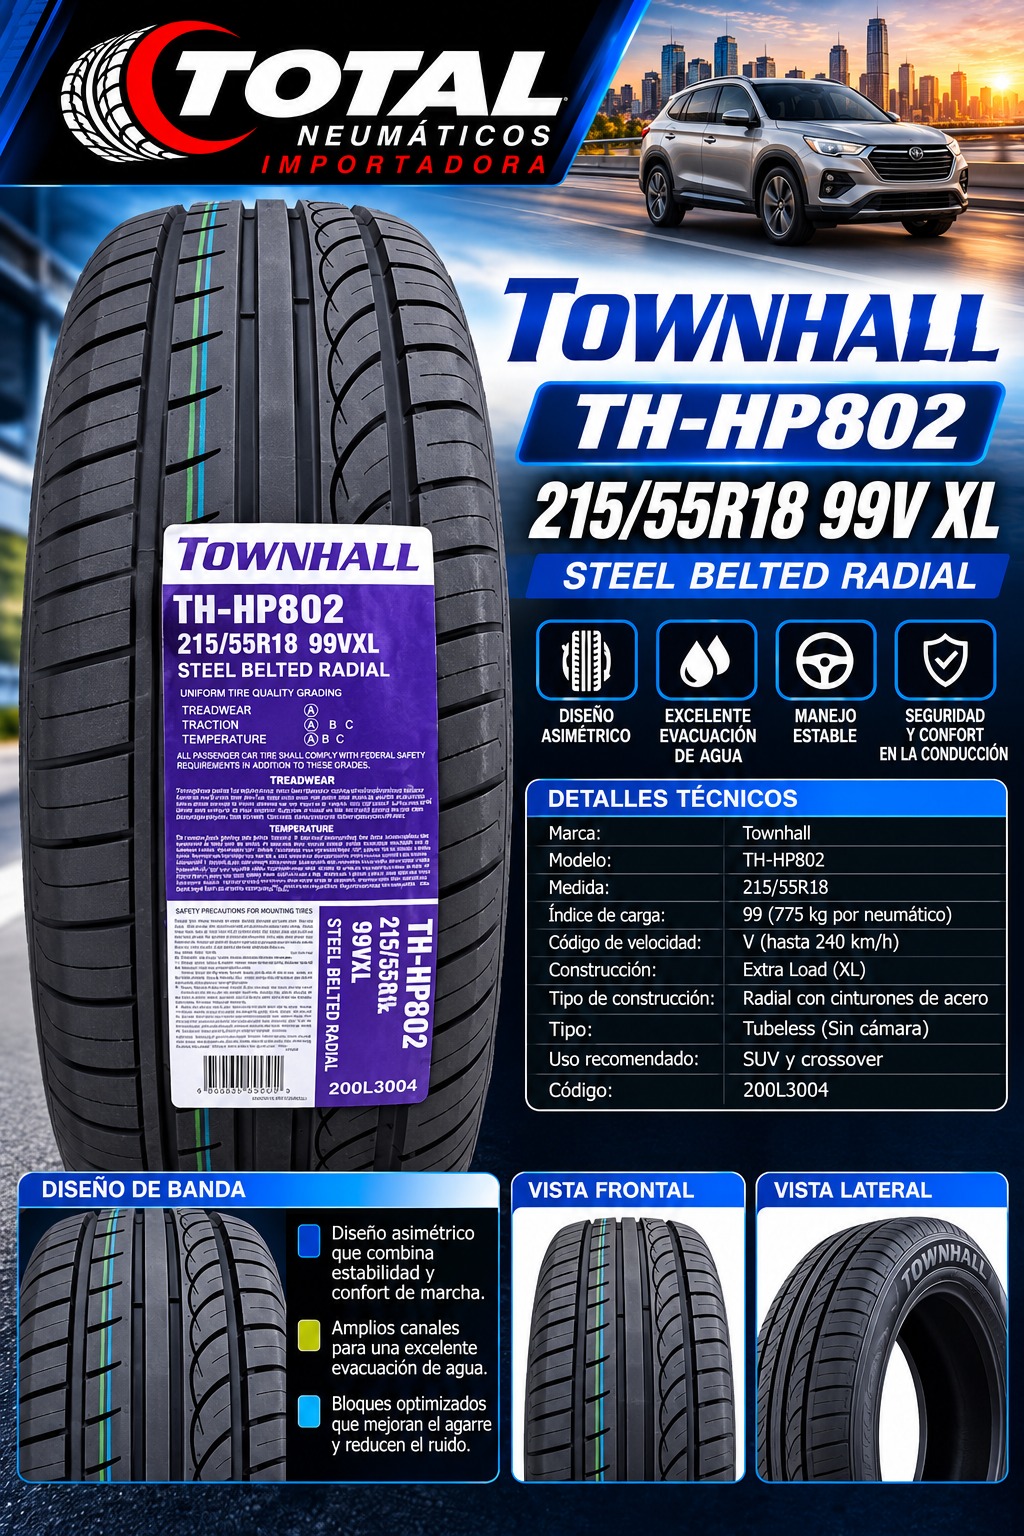 TOTAL
NEUMÁTICOS
IMPORTADORA
TOWNHALL
TH-HP802
215/55R18 99V XL
STEEL BELTED RADIAL
DISEÑO
ASIMÉTRICO
EXCELENTE
EVACUACIÓN
DE AGUA
MANEJO
ESTABLE
SEGURIDAD
Y CONFORT
EN LA CONDUCCIÓN
TOWNHALL
TH-HP802
215/55R18 99VXL
STEEL BELTED RADIAL
UNIFORM TIRE QUALITY GRADING
TREADWEAR A
TRACTION A B C
TEMPERATURE A B C
ALL PASSENGER CAR TIRE SHALL COMPLY WITH FEDERAL SAFETY
REQUIREMENTS IN ADDITION TO THESE GRADES.
TREADWEAR
TEMPERATURE
SAFETY PRECAUTIONS FOR MOUNTING TIRES
TH-HP802
99VXL
STEEL BELTED RADIAL
200L3004
DETALLES TÉCNICOS
Marca: Townhall
Modelo: TH-HP802
Medida: 215/55R18
Índice de carga: 99 (775 kg por neumático)
Código de velocidad: V (hasta 240 km/h)
Construcción: Extra Load (XL)
Tipo de construcción: Radial con cinturones de acero
Tipo: Tubeless (Sin cámara)
Uso recomendado: SUV y crossover
Código: 200L3004
DISEÑO DE BANDA
Diseño asimétrico
que combina
estabilidad y
confort de marcha.
Amplios canales
para una excelente
evacuación de agua.
Bloques optimizados
que mejoran el agarre
y reducen el ruido.
VISTA FRONTAL
VISTA LATERAL
TOWNHALL